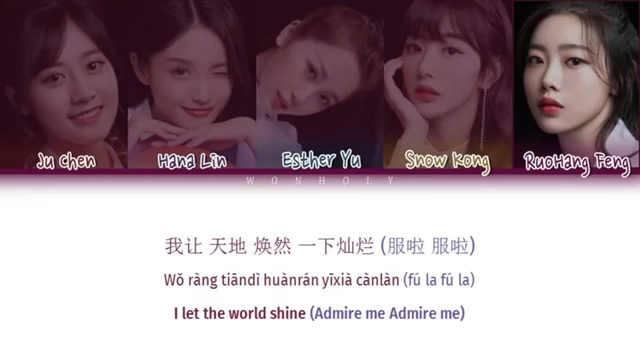 Ju Chen
Hana Lin
Esther Yu
Snow Kong
RuoHang Feng
WONHOLY
我让 天地 焕然 一下灿烂 (服啦 服啦)
Wǒ ràng tiāndì huànrán yīxià cànlàn (fú la fú la)
I let the world shine (Admire me Admire me)